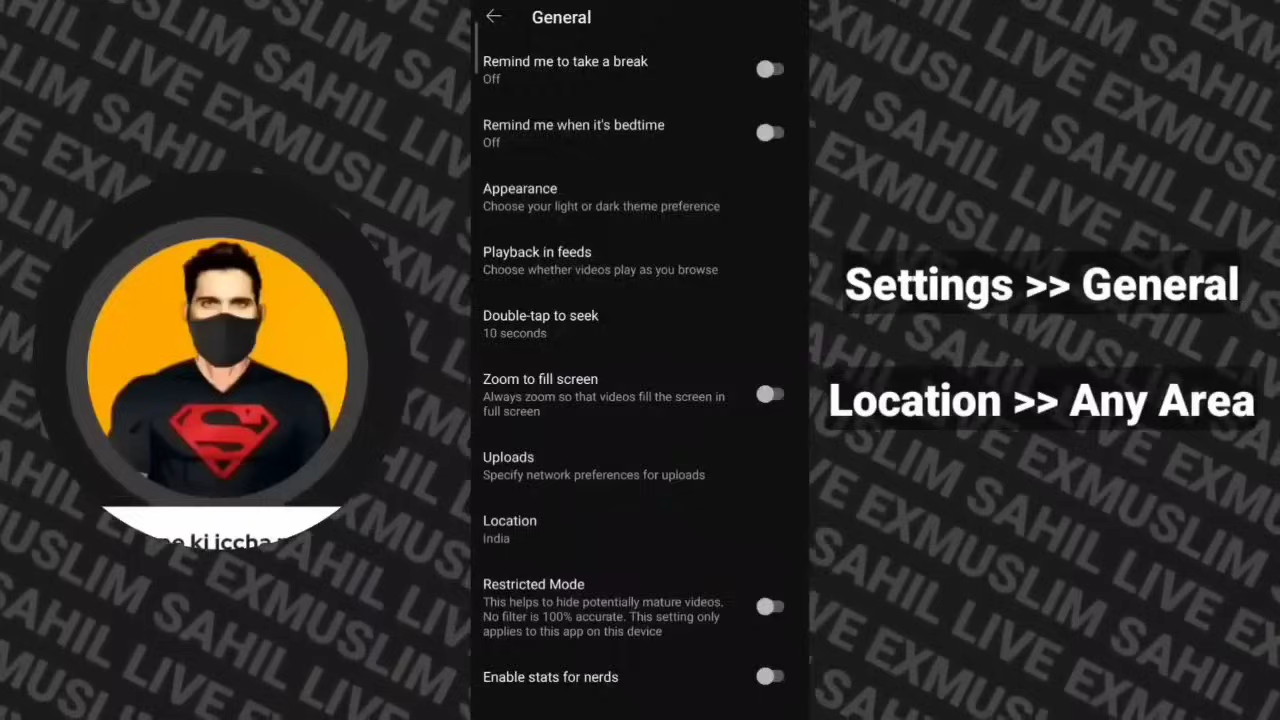 General
Remind me to take a break
Off
Remind me when it's bedtime
Off
Appearance
Choose your light or dark theme preference
Playback in feeds
Choose whether videos play as you browse
Double-tap to seek
10 seconds
Zoom to fill screen
Always zoom so that videos fill the screen in
full screen
Uploads
Specify network preferences for uploads
Location
India
Restricted Mode
This helps to hide potentially mature videos.
No filter is 100% accurate. This setting only
applies to this app on this device
Enable stats for nerds
Settings >> General
Location >> Any Area
ki iccha
EXMUSLIM SAHIL LIVE